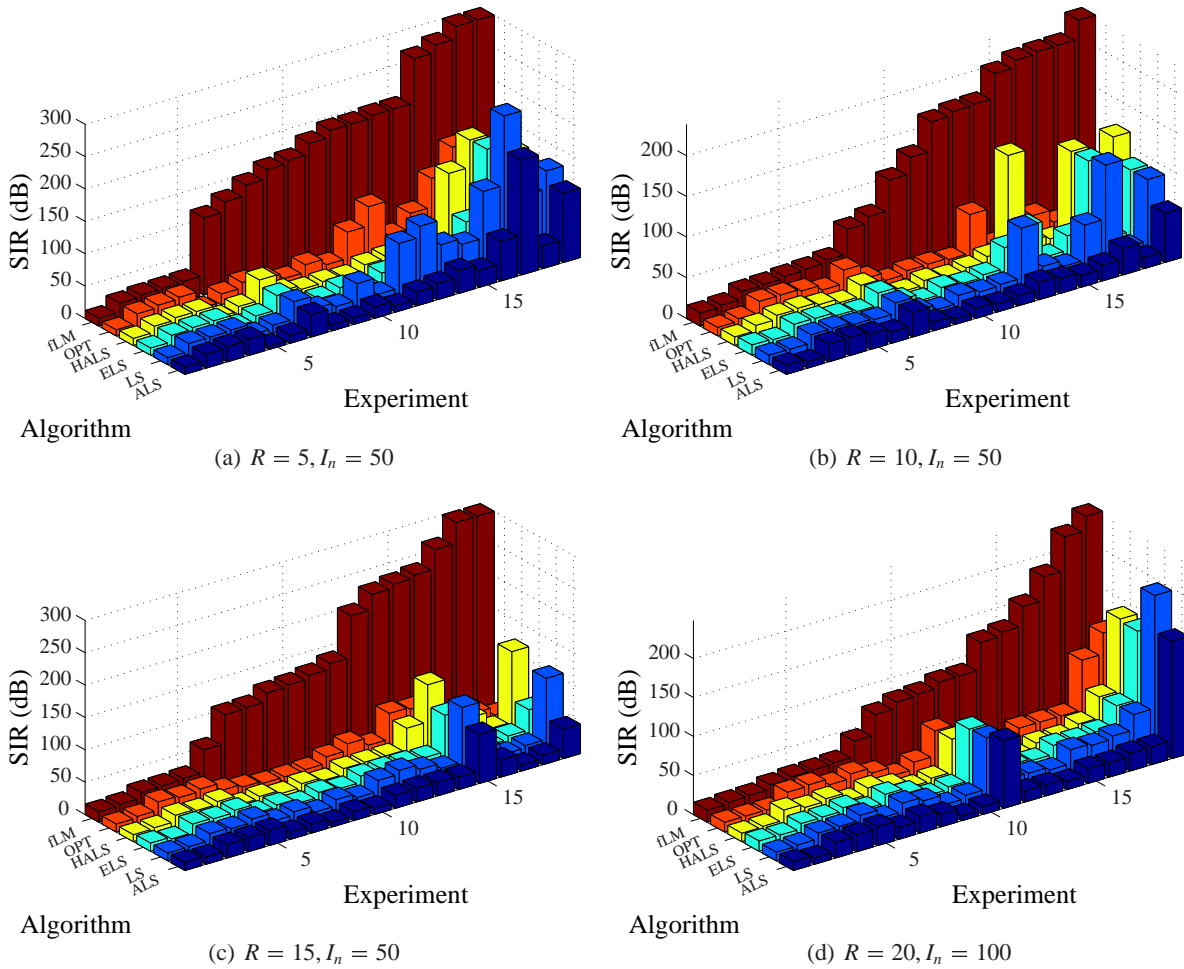 300
250
200
150
100
50
0
SIR (dB)
fLM
OPT
HALS
ELS
LS
ALS
5
10
15
Experiment
Algorithm
(a) R = 5, Iₙ = 50
200
150
100
50
0
SIR (dB)
fLM
OPT
HALS
ELS
LS
ALS
5
10
15
Experiment
Algorithm
(b) R = 10, Iₙ = 50
300
250
200
150
100
50
0
SIR (dB)
fLM
OPT
HALS
ELS
LS
ALS
5
10
15
Experiment
Algorithm
(c) R = 15, Iₙ = 50
200
150
100
50
0
SIR (dB)
fLM
OPT
HALS
ELS
LS
ALS
5
10
15
Experiment
Algorithm
(d) R = 20, Iₙ = 100